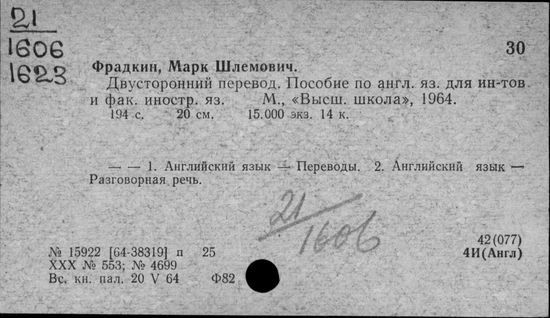 21
1606
1623
30
Фрадкин, Марк Шлемович.
Двусторонний перевод. Пособие по англ. яз. для ин-тов
и фак. иностр. яз. М., «Высш. школа», 1964.
194 с. 20 см. 15.000 экз. 14 к.
— — 1. Английский язык — Переводы. 2. Английский язык —
Разговорная речь.
21
1606
42(077)
№ 15922 [64-38319] п 25 4И(Англ)
XXX № 553; № 4699
Вс. кн. пал. 20 V 64 Ф82